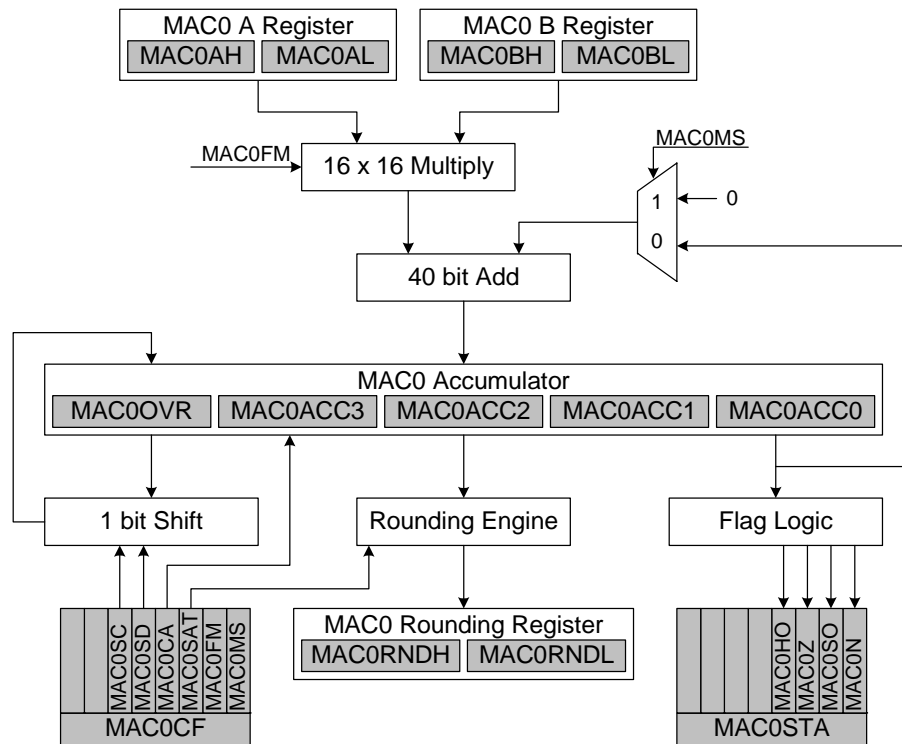 MAC0 A Register
MAC0AH MAC0AL
MAC0 B Register
MAC0BH MAC0BL
MAC0FM
16 x 16 Multiply
MAC0MS
1
0
0
40 bit Add
MAC0 Accumulator
MAC0OVR MAC0ACC3 MAC0ACC2 MAC0ACC1 MAC0ACC0
1 bit Shift
Rounding Engine
Flag Logic
MAC0SC
MAC0SD
MAC0CA
MAC0SAT
MAC0FM
MAC0MS
MAC0CF
MAC0 Rounding Register
MAC0RNDH MAC0RNDL
MAC0HO
MAC0Z
MAC0SO
MAC0N
MAC0STA